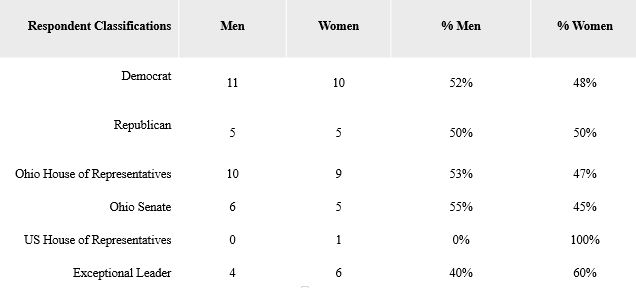 Respondent Classifications Men Women % Men % Women
Democrat 11 10 52% 48%
Republican 5 5 50% 50%
Ohio House of Representatives 10 9 53% 47%
Ohio Senate 6 5 55% 45%
US House of Representatives 0 1 0% 100%
Exceptional Leader 4 6 40% 60%